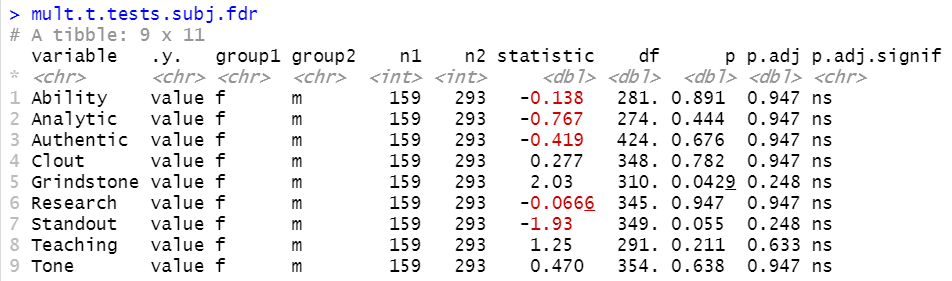 > mult.t.tests.subj.fdr
# A tibble: 9 x 11
variable .y. group1 group2 n1 n2 statistic df p p.adj p.adj.signif
* <chr> <chr> <chr> <chr> <int> <int> <dbl> <dbl> <dbl> <dbl> <chr>
1 Ability value f m 159 293 -0.138 281. 0.891 0.947 ns
2 Analytic value f m 159 293 -0.767 274. 0.444 0.947 ns
3 Authentic value f m 159 293 -0.419 424. 0.676 0.947 ns
4 Clout value f m 159 293 0.277 348. 0.782 0.947 ns
5 Grindstone value f m 159 293 2.03 310. 0.0429 0.248 ns
6 Research value f m 159 293 -0.0666 345. 0.947 0.947 ns
7 Standout value f m 159 293 -1.93 349. 0.055 0.248 ns
8 Teaching value f m 159 293 1.25 291. 0.211 0.633 ns
9 Tone value f m 159 293 0.470 354. 0.638 0.947 ns